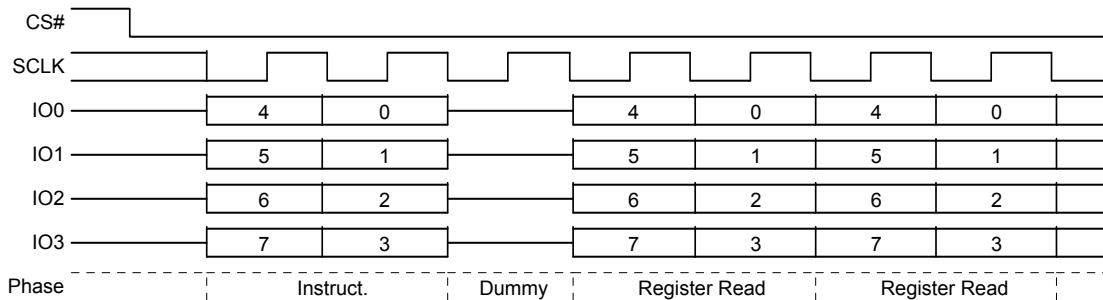 CS#
SCLK
IO0 4 0 4 0 4 0
IO1 5 1 5 1 5 1
IO2 6 2 6 2 6 2
IO3 7 3 7 3 7 3
Phase Instruct. Dummy Register Read Register Read